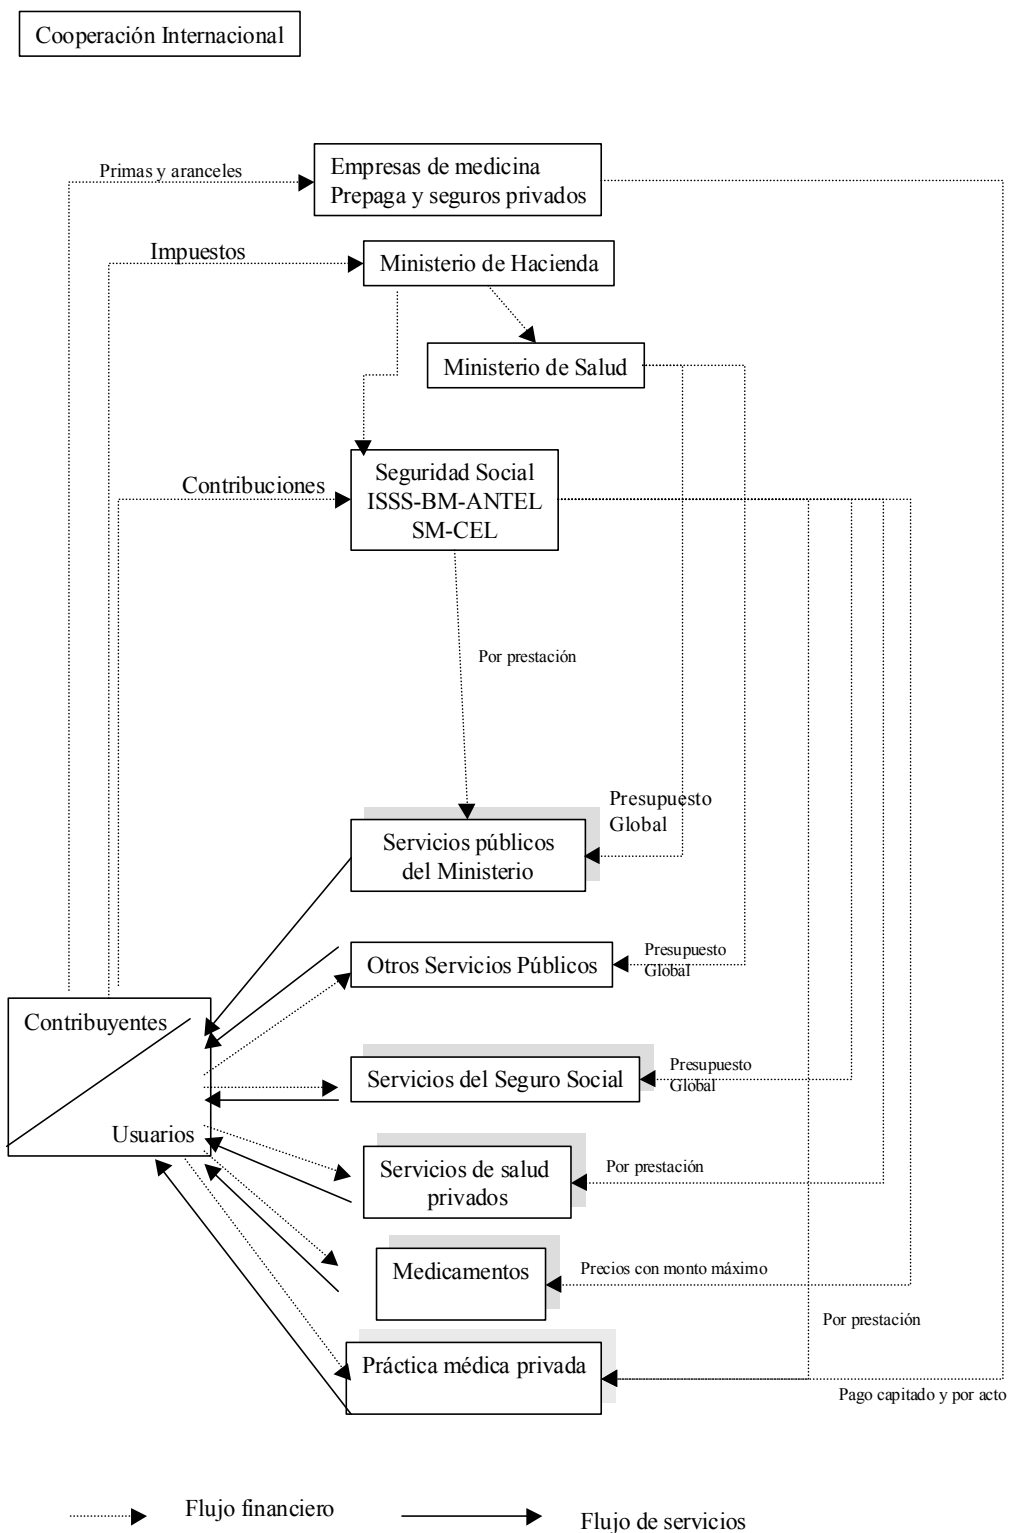 Cooperación Internacional
Primas y aranceles
Empresas de medicina
Prepaga y seguros privados
Impuestos
Ministerio de Hacienda
Ministerio de Salud
Contribuciones
Seguridad Social
ISSS-BM-ANTEL
SM-CEL
Por prestación
Presupuesto
Global
Servicios públicos
del Ministerio
Otros Servicios Públicos
Presupuesto
Global
Contribuyentes
Usuarios
Servicios del Seguro Social
Presupuesto
Global
Servicios de salud
privados
Por prestación
Medicamentos
Precios con monto máximo
Por prestación
Práctica médica privada
Pago capitado y por acto
Flujo financiero
Flujo de servicios